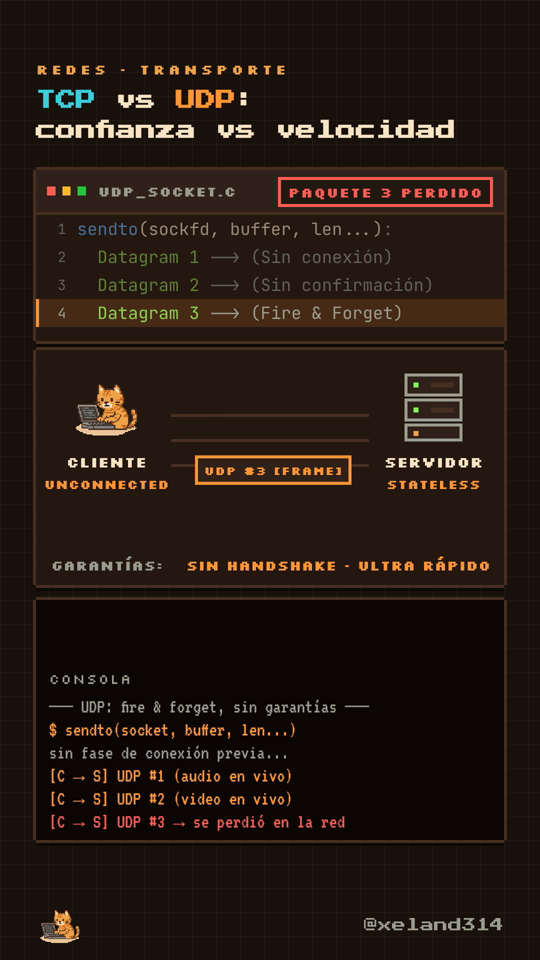 REDES · TRANSPORTE
TCP vs UDP:
confianza vs velocidad
UDP_SOCKET.C
PAQUETE 3 PERDIDO
1 sendto(sockfd, buffer, len...):
2 Datagram 1 ⟶ (Sin conexión)
3 Datagram 2 ⟶ (Sin confirmación)
4 Datagram 3 ⟶ (Fire & Forget)
CLIENTE
UNCONNECTED
UDP #3 [FRAME]
SERVIDOR
STATELESS
GARANTÍAS: SIN HANDSHAKE · ULTRA RÁPIDO
CONSOLA
── UDP: fire & forget, sin garantías ──
$ sendto(socket, buffer, len...)
sin fase de conexión previa...
[C → S] UDP #1 (audio en vivo)
[C → S] UDP #2 (video en vivo)
[C → S] UDP #3 → se perdió en la red
@xeland314